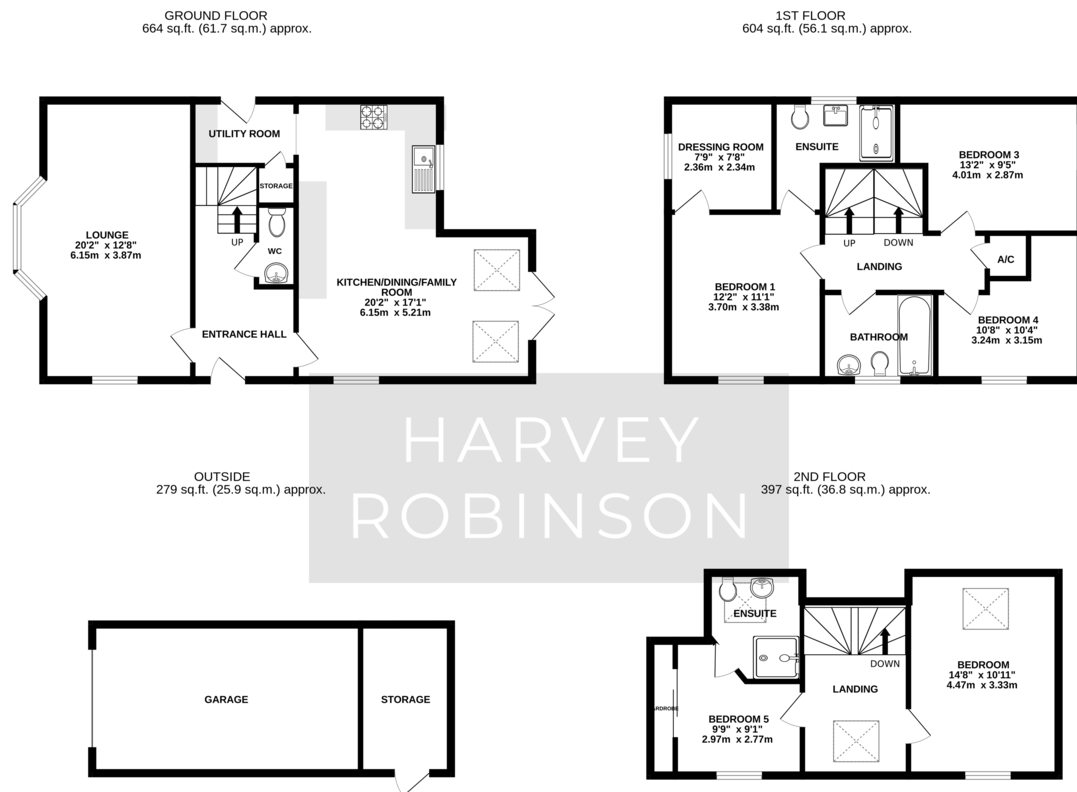 GROUND FLOOR
664 sq.ft. (61.7 sq.m.) approx.
UTILITY ROOM
STORAGE
LOUNGE
20'2" x 12'8"
6.15m x 3.87m
UP
WC
KITCHEN/DINING/FAMILY
ROOM
20'2" x 17'1"
6.15m x 5.21m
ENTRANCE HALL
1ST FLOOR
604 sq.ft. (56.1 sq.m.) approx.
DRESSING ROOM
7'9" x 7'8"
2.36m x 2.34m
ENSUITE
BEDROOM 3
13'2" x 9'5"
4.01m x 2.87m
UP
DOWN
LANDING
A/C
BEDROOM 1
12'2" x 11'1"
3.70m x 3.38m
BATHROOM
BEDROOM 4
10'8" x 10'4"
3.24m x 3.15m
HARVEY
ROBINSON
OUTSIDE
279 sq.ft. (25.9 sq.m.) approx.
GARAGE
STORAGE
2ND FLOOR
397 sq.ft. (36.8 sq.m.) approx.
ENSUITE
DOWN
LANDING
BEDROOM
14'8" x 10'11"
4.47m x 3.33m
ARDROBE
BEDROOM 5
9'9" x 9'1"
2.97m x 2.77m